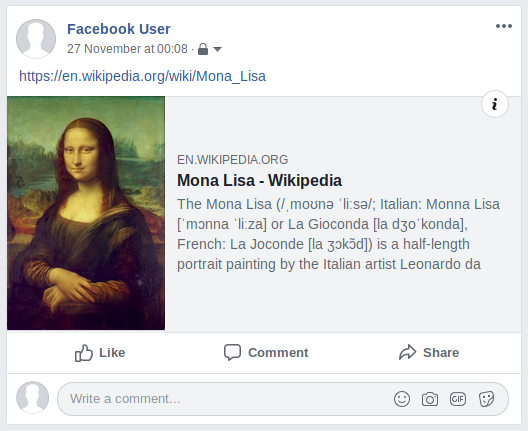 Facebook User
27 November at 00:08 ·
https://en.wikipedia.org/wiki/Mona_Lisa
i
EN.WIKIPEDIA.ORG
Mona Lisa - Wikipedia
The Mona Lisa (/ˌmoʊnə ˈliːsə/; Italian: Monna Lisa
[ˈmɔnna ˈliːza] or La Gioconda [la dʒoˈkonda],
French: La Joconde [la ʒɔkɔ̃d]) is a half-length
portrait painting by the Italian artist Leonardo da
Like Comment Share
Write a comment...
GIF